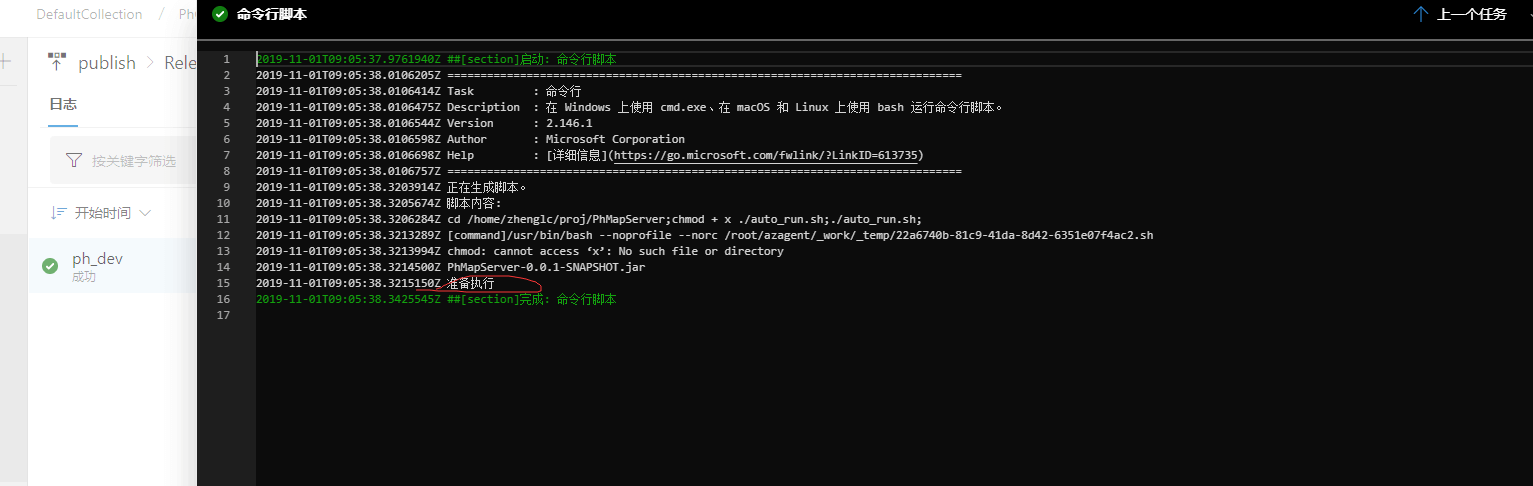 DefaultCollection / Ph
命令行脚本
上一个任务
publish > Rele
日志
按关键字筛选
开始时间
ph_dev
成功
1 2019-11-01T09:05:37.9761940Z ##[section]启动: 命令行脚本
2 2019-11-01T09:05:38.0106205Z ==============================================================================
3 2019-11-01T09:05:38.0106414Z Task : 命令行
4 2019-11-01T09:05:38.0106475Z Description : 在 Windows 上使用 cmd.exe、在 macOS 和 Linux 上使用 bash 运行命令行脚本。
5 2019-11-01T09:05:38.0106544Z Version : 2.146.1
6 2019-11-01T09:05:38.0106598Z Author : Microsoft Corporation
7 2019-11-01T09:05:38.0106698Z Help : [详细信息](https://go.microsoft.com/fwlink/?LinkID=613735)
8 2019-11-01T09:05:38.0106757Z ==============================================================================
9 2019-11-01T09:05:38.3203914Z 正在生成脚本。
10 2019-11-01T09:05:38.3205674Z 脚本内容:
11 2019-11-01T09:05:38.3206284Z cd /home/zhenglc/proj/PhMapServer;chmod + x ./auto_run.sh;./auto_run.sh;
12 2019-11-01T09:05:38.3213289Z [command]/usr/bin/bash --noprofile --norc /root/azagent/_work/_temp/22a6740b-81c9-41da-8d42-6351e07f4ac2.sh
13 2019-11-01T09:05:38.3213994Z chmod: cannot access ‘x’: No such file or directory
14 2019-11-01T09:05:38.3214500Z PhMapServer-0.0.1-SNAPSHOT.jar
15 2019-11-01T09:05:38.3215150Z 准备执行
16 2019-11-01T09:05:38.3425545Z ##[section]完成: 命令行脚本
17